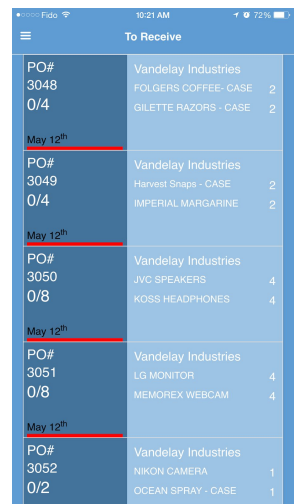 Fido 10:21 AM 72%
To Receive
PO# Vandelay Industries
3048 FOLGERS COFFEE- CASE 2
0/4 GILETTE RAZORS - CASE 2
May 12th
PO# Vandelay Industries
3049 Harvest Snaps - CASE 2
0/4 IMPERIAL MARGARINE 2
May 12th
PO# Vandelay Industries
3050 JVC SPEAKERS 4
0/8 KOSS HEADPHONES 4
May 12th
PO# Vandelay Industries
3051 LG MONITOR 4
0/8 MEMOREX WEBCAM 4
May 12th
PO# Vandelay Industries
3052 NIKON CAMERA 1
0/2 OCEAN SPRAY - CASE 1